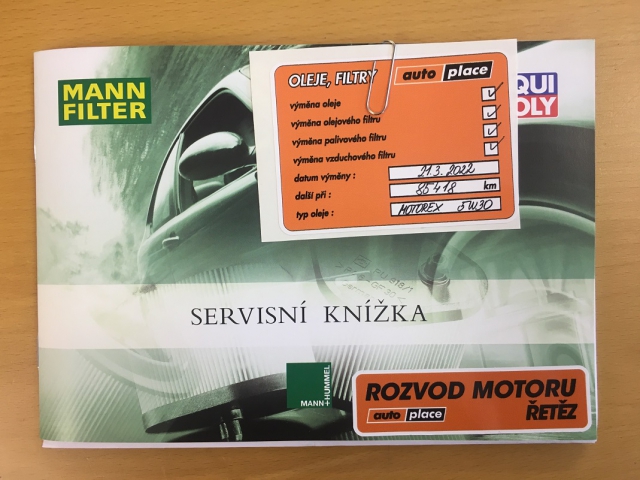 MANN
FILTER
OLEJE, FILTRY
auto place
QUI
OLY
výměna oleje
výměna olejového filtru
výměna palivového filtru
výměna vzduchového filtru
datum výměny : 21.3.2022
další při : 85418 km
typ oleje : MOTOREX 5W30
SERVISNÍ KNÍŽKA
MANN+HUMMEL
ROZVOD MOTORU
auto place ŘETĚZ